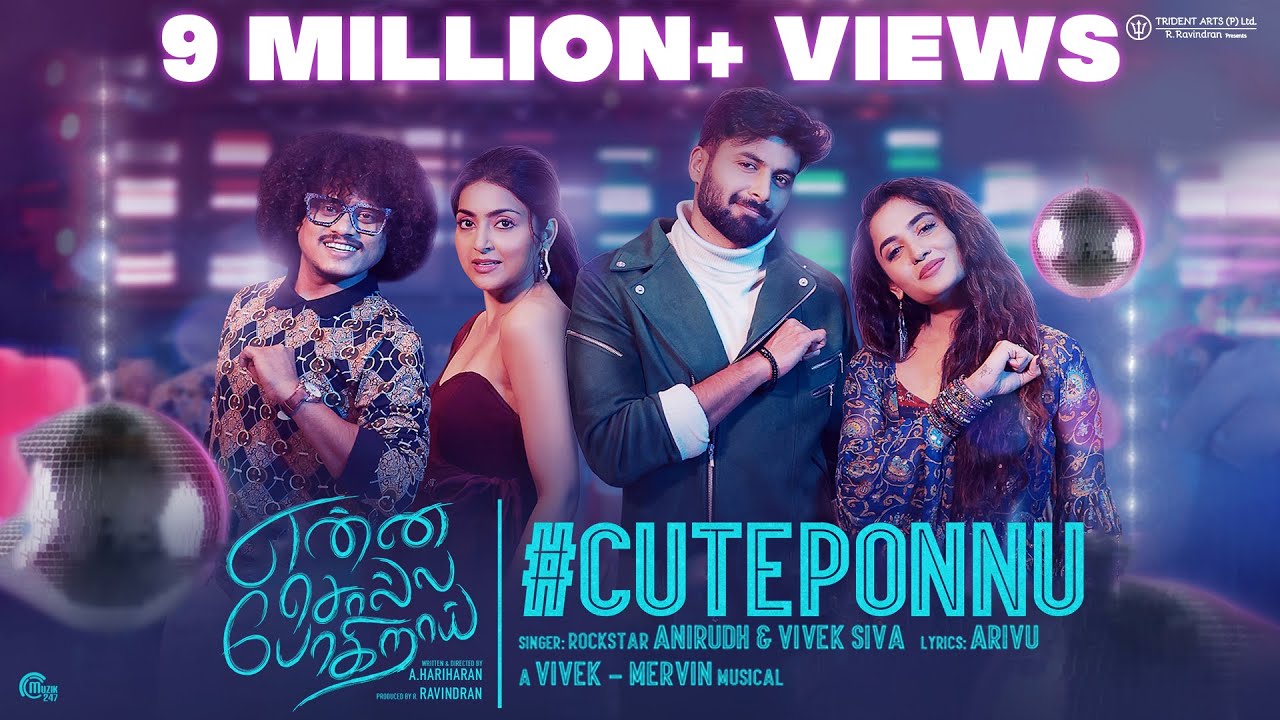 9 MILLION+ VIEWS
TRIDENT ARTS (P) Ltd.
R. Ravindran Presents
என்ன
சொல்ல
போகிறாய்
WRITTEN & DIRECTED BY
A.HARIHARAN
PRODUCED BY R. RAVINDRAN
#CUTEPONNU
SINGER: ROCKSTAR ANIRUDH & VIVEK SIVA LYRICS: ARIVU
A VIVEK – MERVIN MUSICAL
MUZIK
247